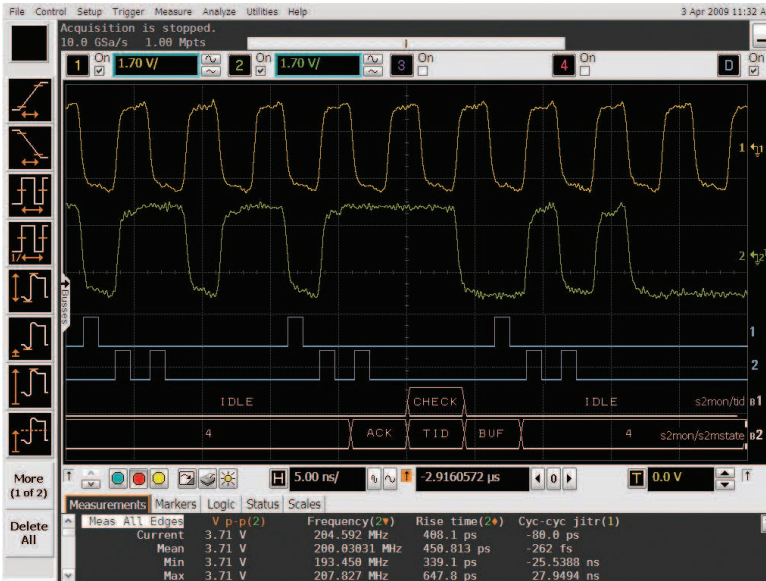 File Control Setup Trigger Measure Analyze Utilities Help 3 Apr 2009 11:32 A
Acquisition is stopped.
10.0 GSa/s 1.00 Mpts
1 On 1.70 V/ 2 On 1.70 V/ 3 On 4 On D On
1 1
2 2
Busses
1
2
IDLE CHECK IDLE s2mon/tid B1
4 ACK TID BUF 4 s2mon/s2mstate B2
1/
More
(1 of 2)
Delete
All
H 5.00 ns/ T -2.9160572 µs 0 T 0.0 V
Measurements Markers Logic Status Scales
Meas All Edges V p-p(2) Frequency(2▼) Rise time(2♦) Cyc-cyc jitr(1)
Current 3.71 V 204.592 MHz 408.1 ps -80.0 ps
Mean 3.71 V 200.03031 MHz 450.813 ps -262 fs
Min 3.71 V 193.450 MHz 339.1 ps -25.5388 ns
Max 3.71 V 207.827 MHz 647.8 ps 27.9494 ns